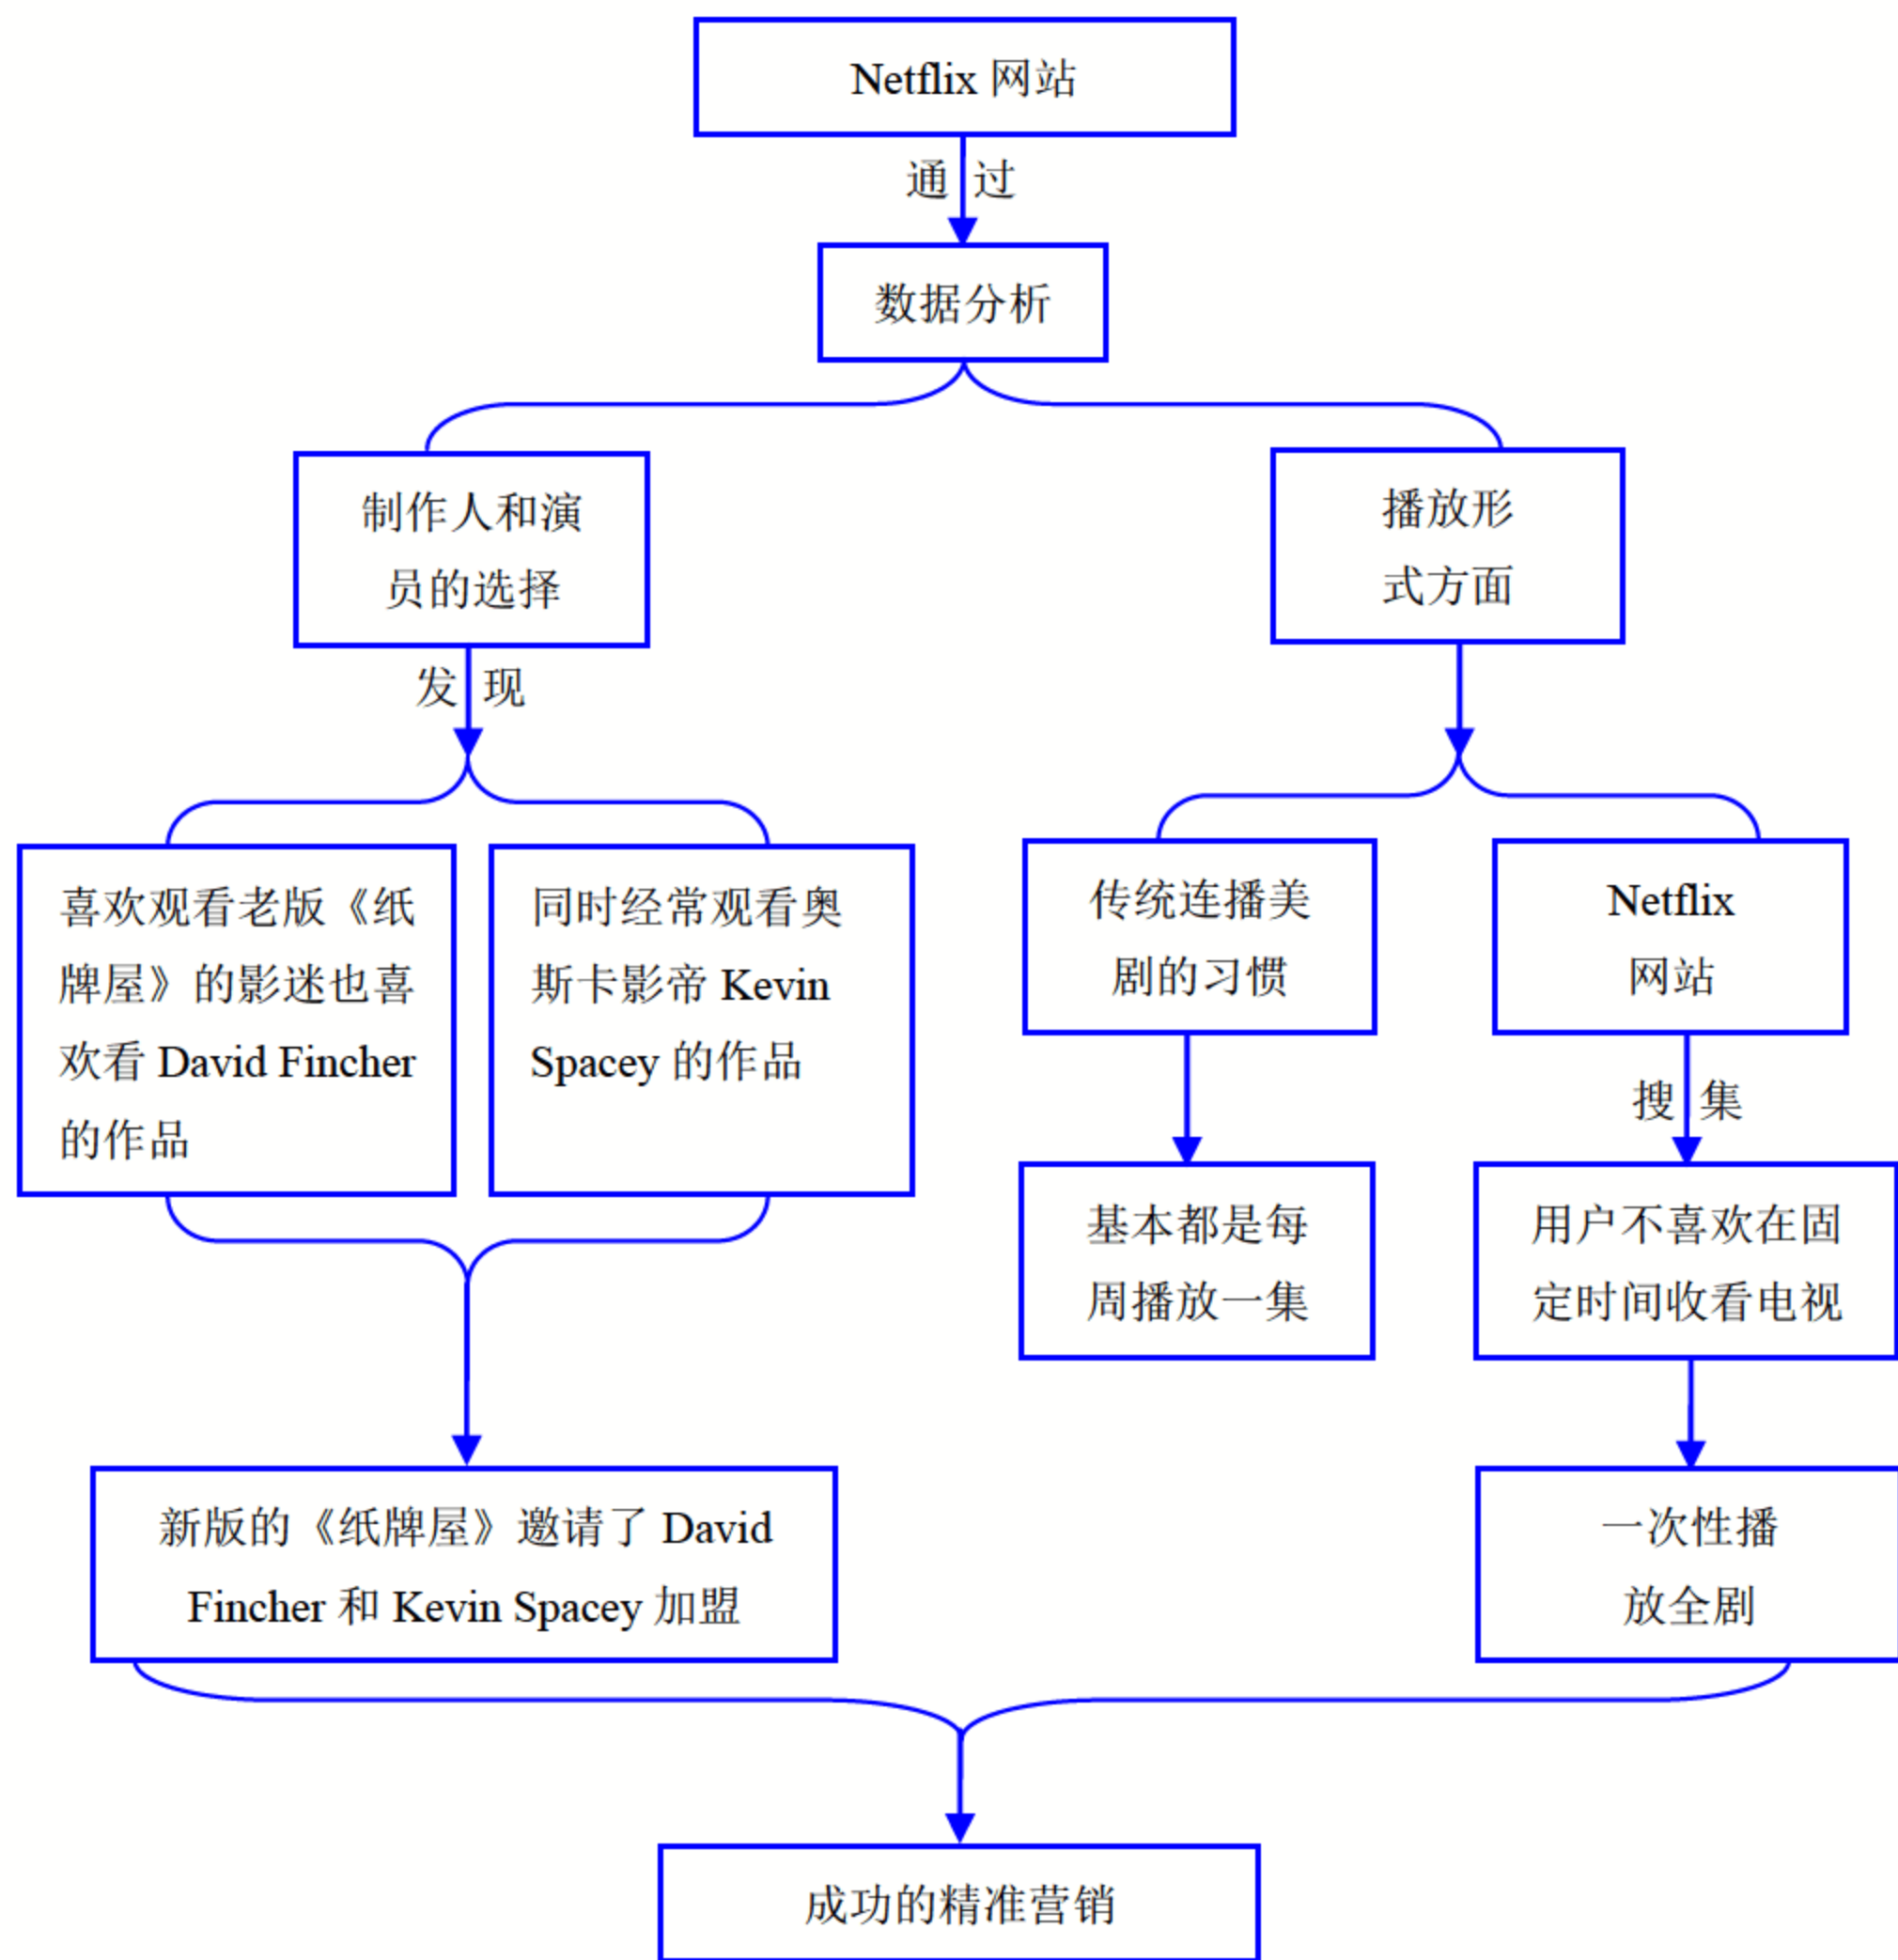 Netflix 网站
通 过
数据分析
制作人和演
员的选择
播放形
式方面
发 现
喜欢观看老版《纸
牌屋》的影迷也喜
欢看 David Fincher
的作品
同时经常观看奥
斯卡影帝 Kevin
Spacey 的作品
传统连播美
剧的习惯
Netflix
网站
搜 集
基本都是每
周播放一集
用户不喜欢在固
定时间收看电视
新版的《纸牌屋》邀请了 David
Fincher 和 Kevin Spacey 加盟
一次性播
放全剧
成功的精准营销